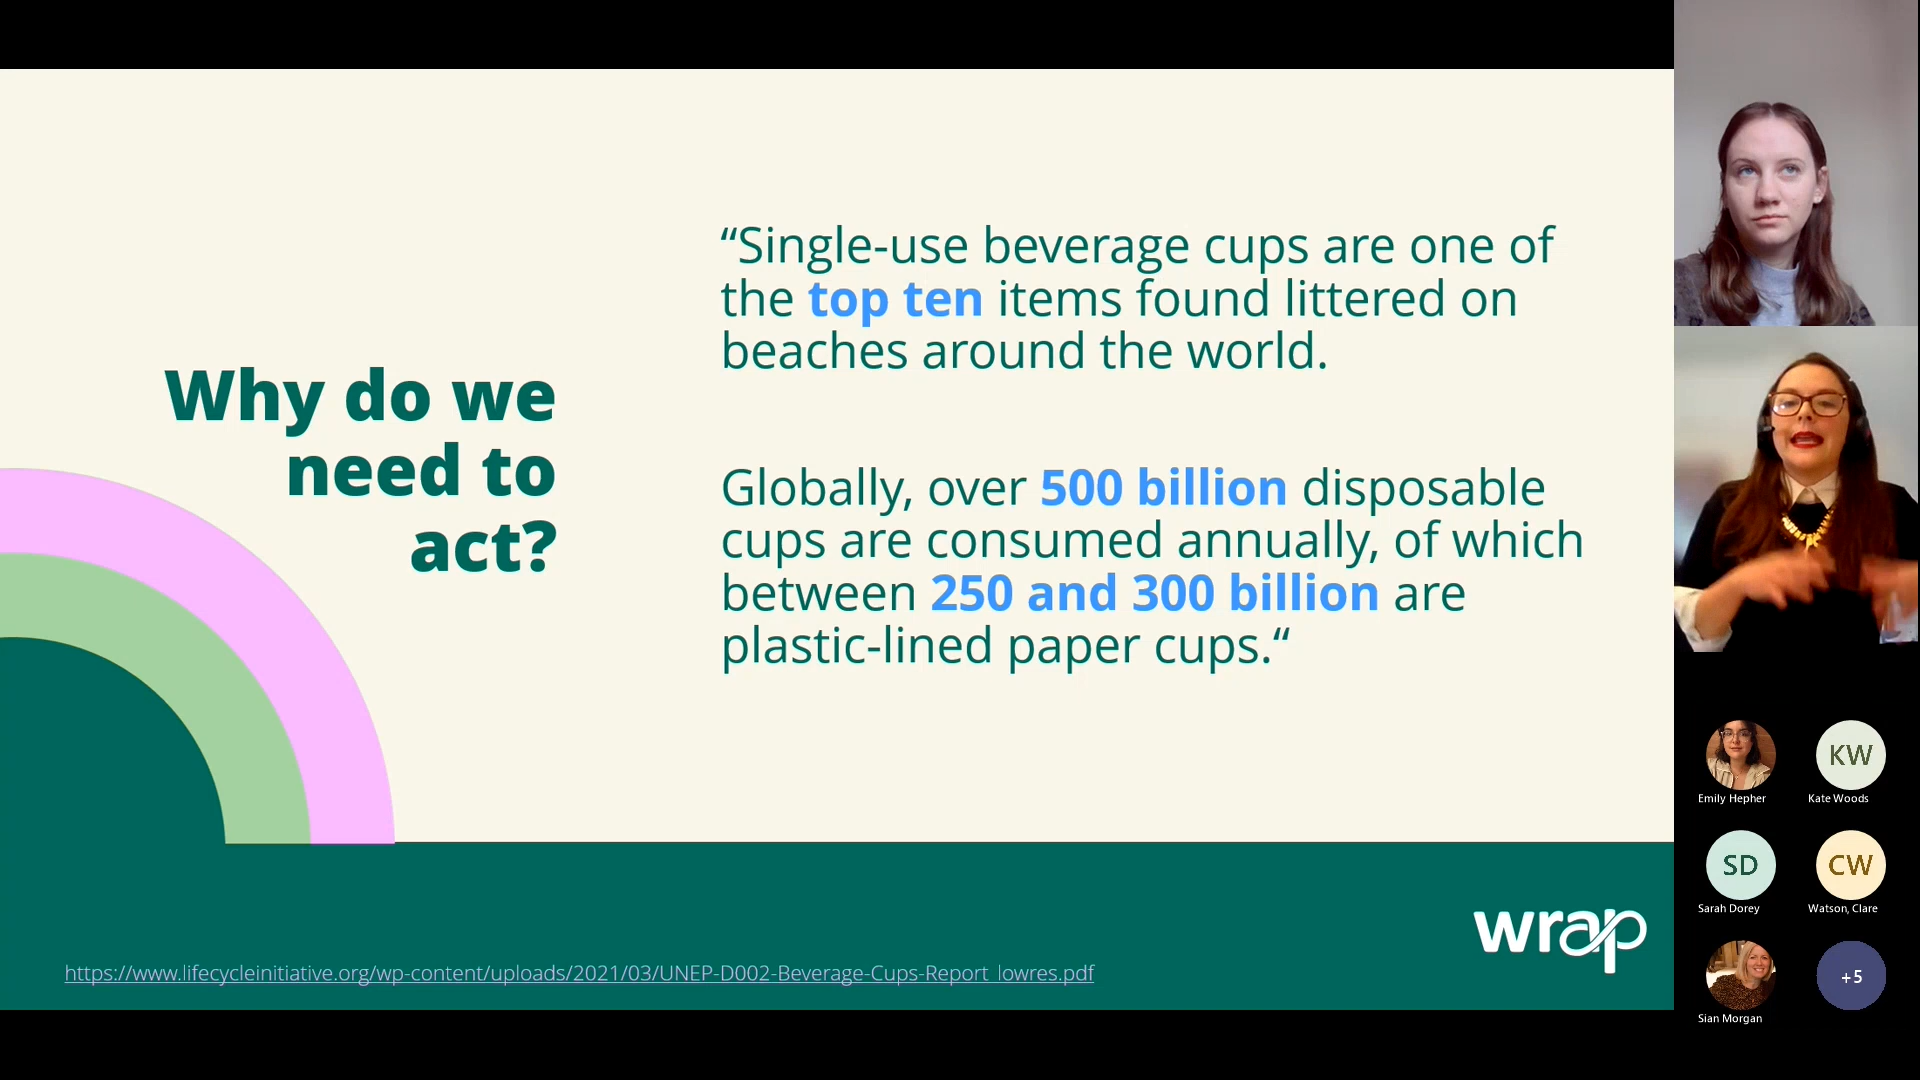 Why do we
need to
act?
“Single-use beverage cups are one of
the top ten items found littered on
beaches around the world.
Globally, over 500 billion disposable
cups are consumed annually, of which
between 250 and 300 billion are
plastic-lined paper cups.“
https://www.lifecycleinitiative.org/wp-content/uploads/2021/03/UNEP-D002-Beverage-Cups-Report_lowres.pdf
wrap
KW
Emily Hepher
Kate Woods
SD
CW
Sarah Dorey
Watson, Clare
+5
Sian Morgan